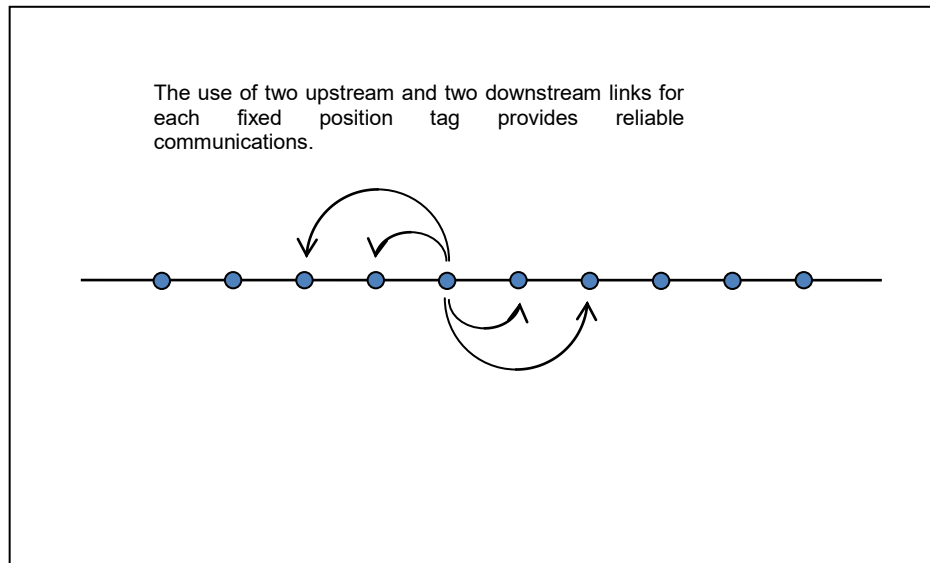 The use of two upstream and two downstream links for
each fixed position tag provides reliable
communications.